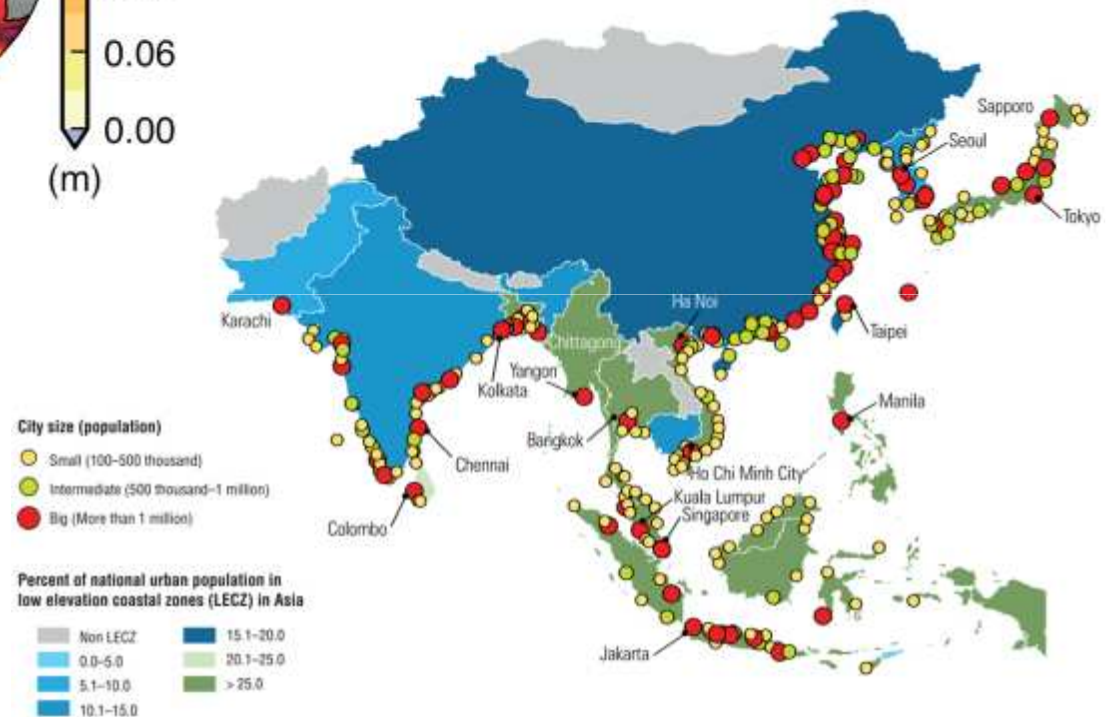 0.06
0.00
(m)
Sapporo
Seoul
Tokyo
Ha Noi
Karachi
Taipei
Chittagong
Yangon
Kolkata
Manila
Bangkok
Chennai
Ho Chi Minh City
Kuala Lumpur
Singapore
Colombo
Jakarta
City size (population)
Small (100–500 thousand)
Intermediate (500 thousand–1 million)
Big (More than 1 million)
Percent of national urban population in
low elevation coastal zones (LECZ) in Asia
Non LECZ
0.0–5.0
5.1–10.0
10.1–15.0
15.1–20.0
20.1–25.0
> 25.0